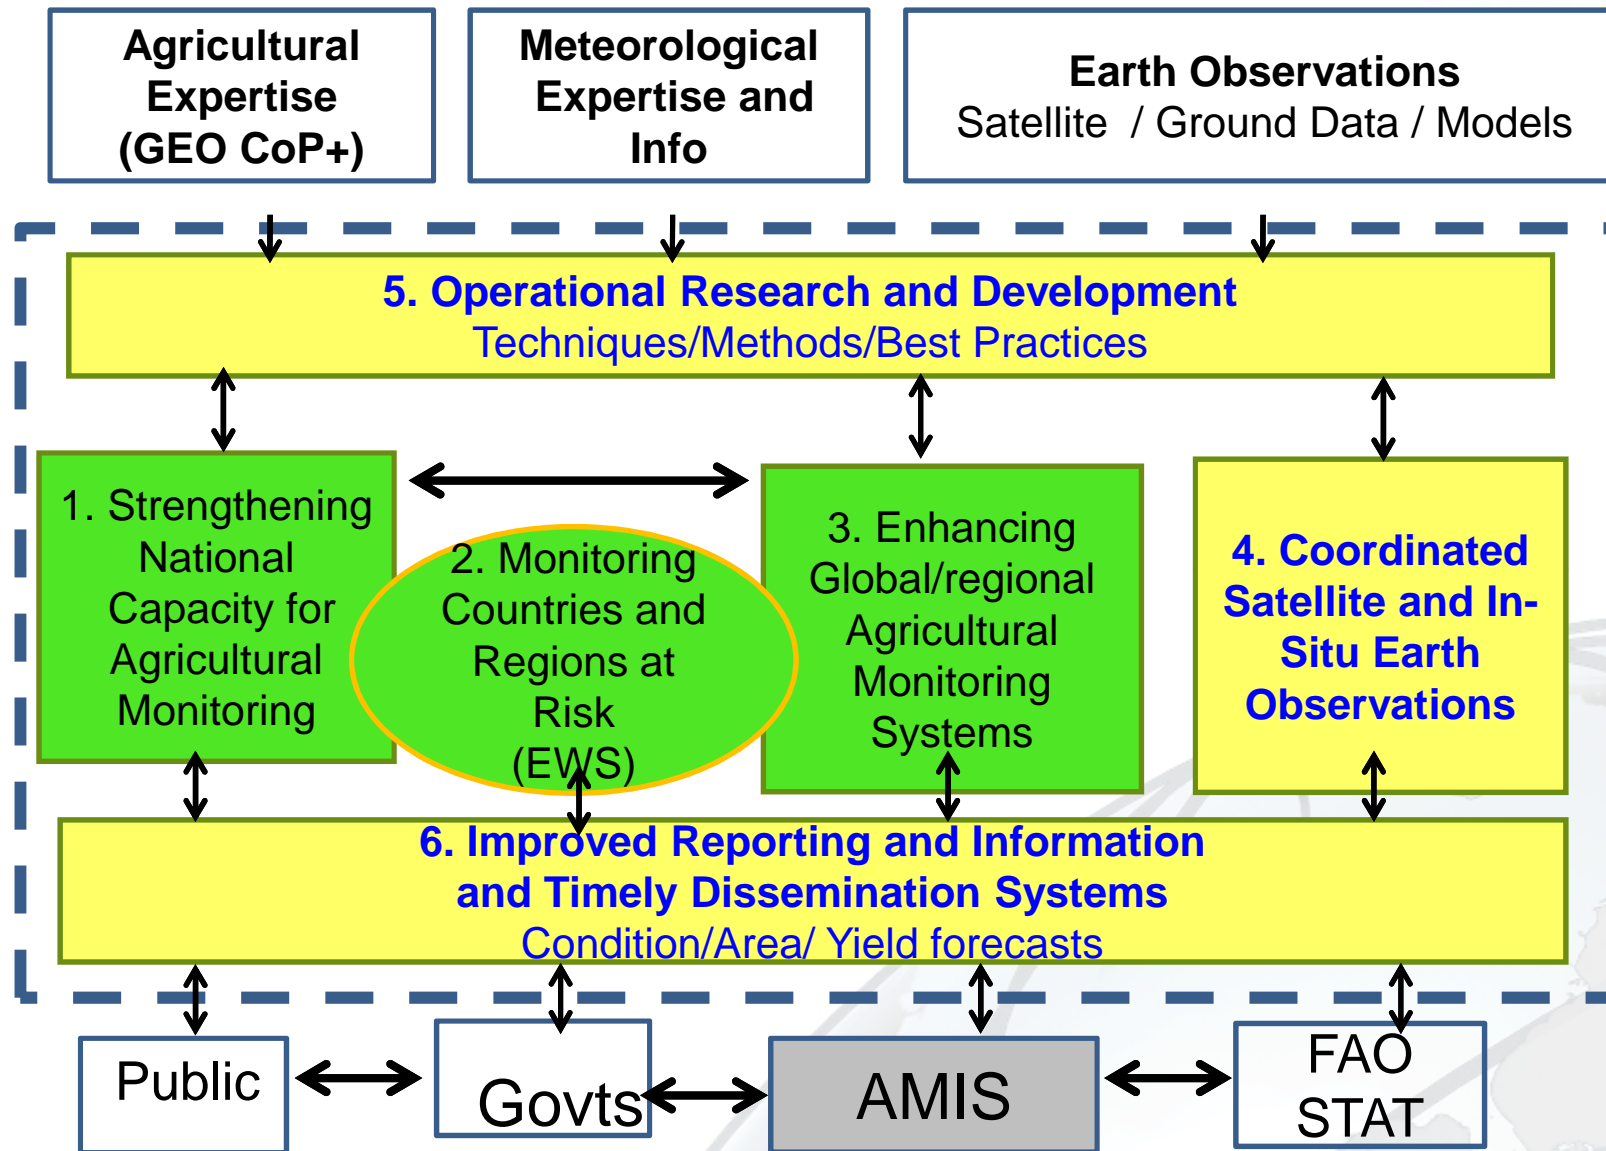 Agricultural
Expertise
(GEO CoP+)
Meteorological
Expertise and
Info
Earth Observations
Satellite / Ground Data / Models
5. Operational Research and Development
Techniques/Methods/Best Practices
1. Strengthening
National
Capacity for
Agricultural
Monitoring
2. Monitoring
Countries and
Regions at
Risk
(EWS)
3. Enhancing
Global/regional
Agricultural
Monitoring
Systems
4. Coordinated
Satellite and In-
Situ Earth
Observations
6. Improved Reporting and Information
and Timely Dissemination Systems
Condition/Area/ Yield forecasts
Public
Govts
AMIS
FAO
STAT